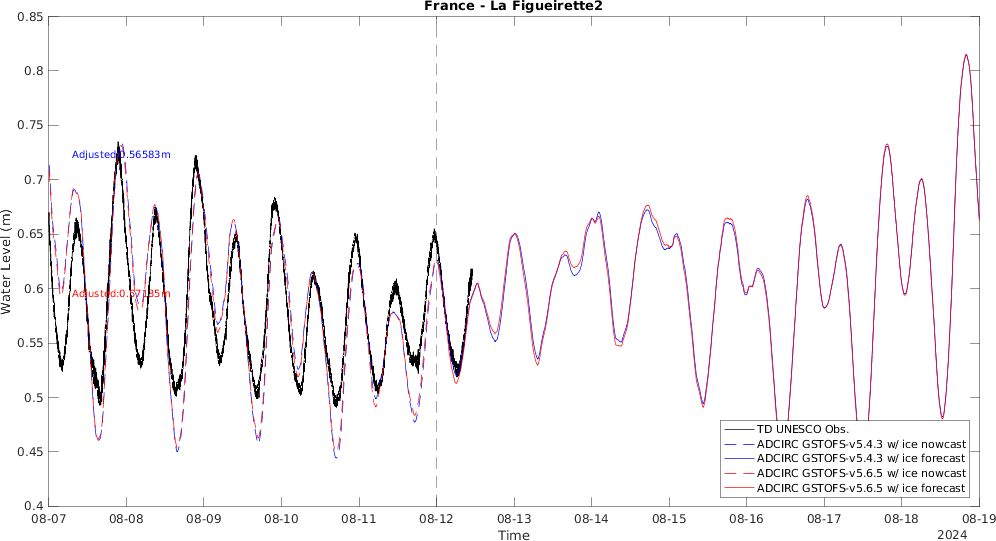 France - La Figueirette2
0.85
0.8
0.75
0.7
0.65
0.6
0.55
0.5
0.45
0.4
Water Level (m)
Adjusted:0.56583m
Adjusted:0.57135m
TD UNESCO Obs.
ADCIRC GSTOFS-v5.4.3 w/ ice nowcast
ADCIRC GSTOFS-v5.4.3 w/ ice forecast
ADCIRC GSTOFS-v5.6.5 w/ ice nowcast
ADCIRC GSTOFS-v5.6.5 w/ ice forecast
08-07 08-08 08-09 08-10 08-11 08-12 08-13 08-14 08-15 08-16 08-17 08-18 08-19
Time
2024